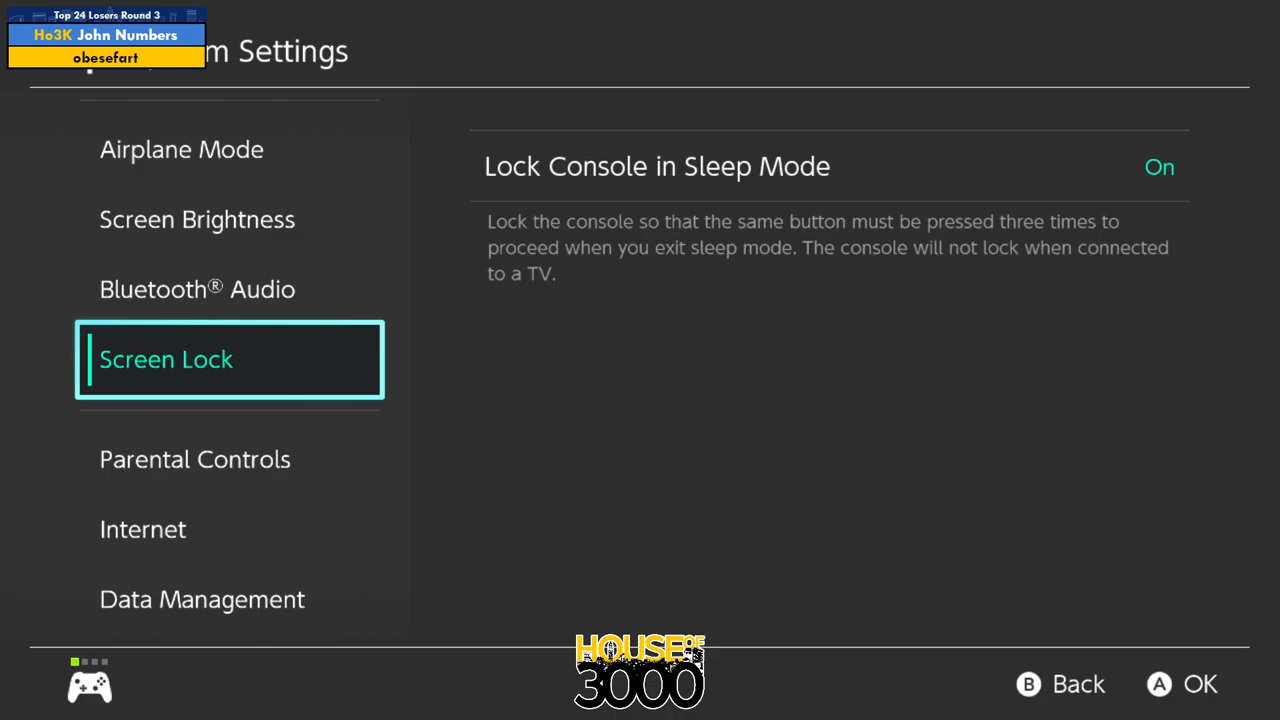 Top 24 Losers Round 3
Ho3K John Numbers
obesefart
m Settings
Airplane Mode
Screen Brightness
Bluetooth® Audio
Screen Lock
Parental Controls
Internet
Data Management
Lock Console in Sleep Mode On
Lock the console so that the same button must be pressed three times to
proceed when you exit sleep mode. The console will not lock when connected
to a TV.
HOUSE OF
3000
B Back A OK